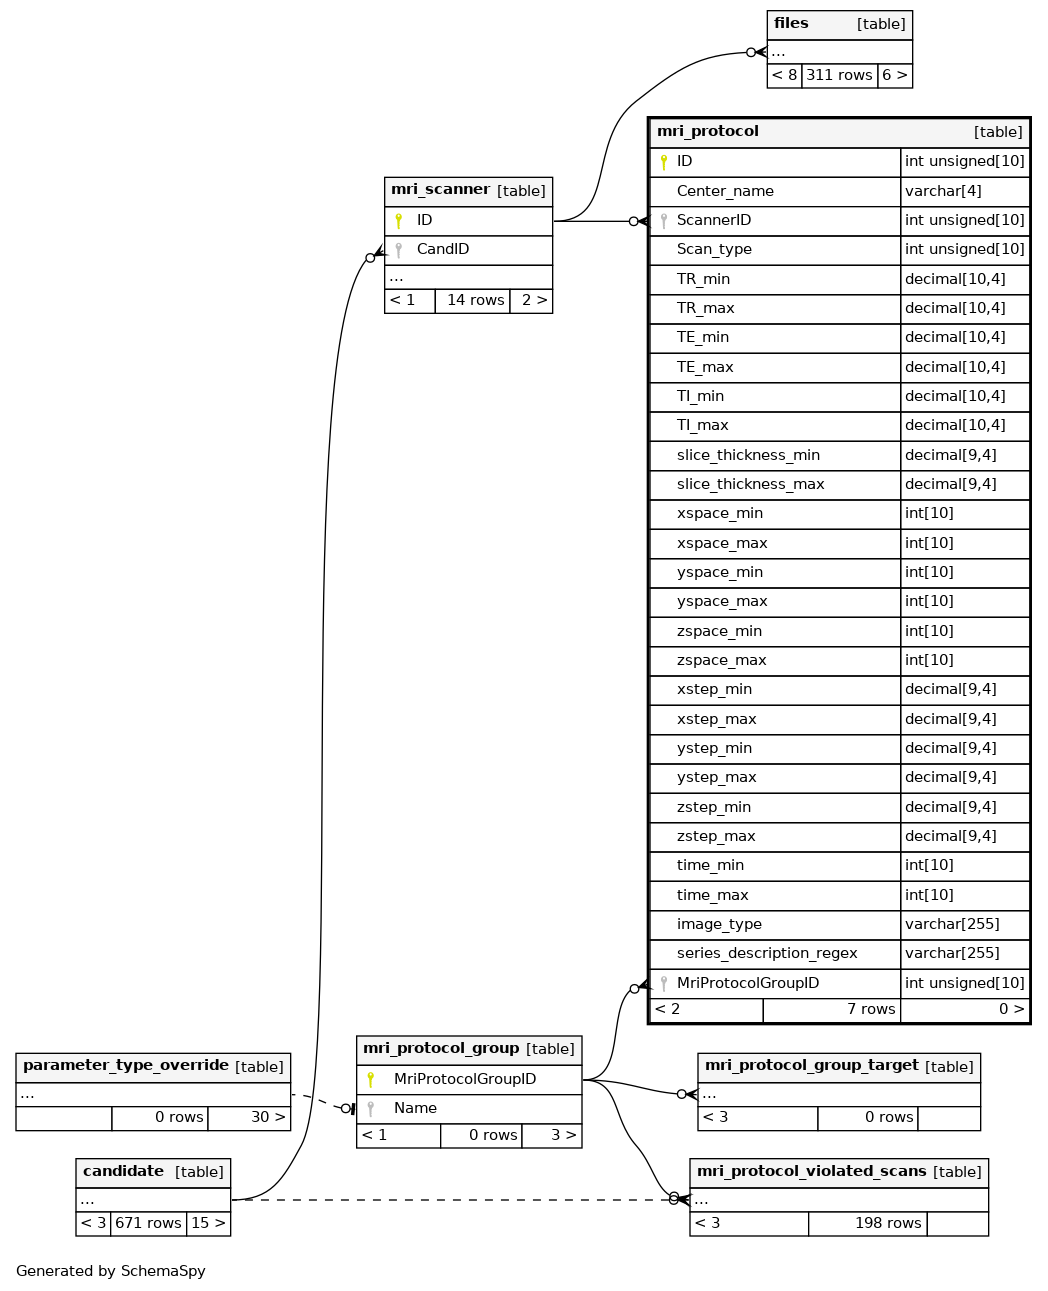 files [table]
...
< 8 311 rows 6 >
mri_protocol [table]
ID int unsigned[10]
Center_name varchar[4]
ScannerID int unsigned[10]
Scan_type int unsigned[10]
TR_min decimal[10,4]
TR_max decimal[10,4]
TE_min decimal[10,4]
TE_max decimal[10,4]
TI_min decimal[10,4]
TI_max decimal[10,4]
slice_thickness_min decimal[9,4]
slice_thickness_max decimal[9,4]
xspace_min int[10]
xspace_max int[10]
yspace_min int[10]
yspace_max int[10]
zspace_min int[10]
zspace_max int[10]
xstep_min decimal[9,4]
xstep_max decimal[9,4]
ystep_min decimal[9,4]
ystep_max decimal[9,4]
zstep_min decimal[9,4]
zstep_max decimal[9,4]
time_min int[10]
time_max int[10]
image_type varchar[255]
series_description_regex varchar[255]
MriProtocolGroupID int unsigned[10]
< 2 7 rows 0 >
mri_scanner [table]
ID
CandID
...
< 1 14 rows 2 >
parameter_type_override [table]
...
0 rows 30 >
mri_protocol_group [table]
MriProtocolGroupID
Name
< 1 0 rows 3 >
mri_protocol_group_target [table]
...
< 3 0 rows
candidate [table]
...
< 3 671 rows 15 >
mri_protocol_violated_scans [table]
...
< 3 198 rows
Generated by SchemaSpy